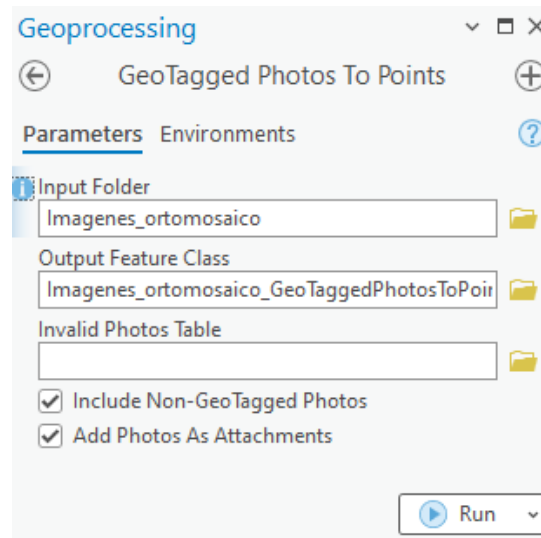 Geoprocessing
GeoTagged Photos To Points
Parameters Environments
Input Folder
Imagenes_ortomosaico
Output Feature Class
Imagenes_ortomosaico_GeoTaggedPhotosToPoir
Invalid Photos Table
Include Non-GeoTagged Photos
Add Photos As Attachments
Run